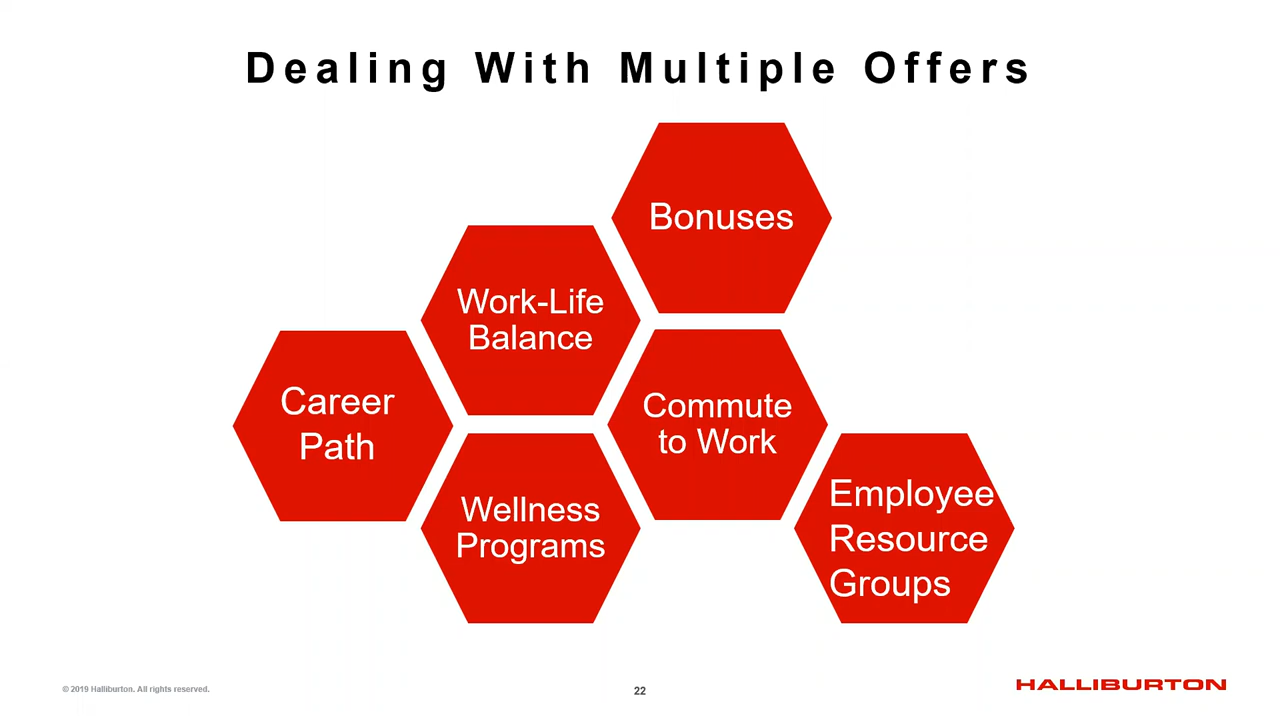 Dealing With Multiple Offers
Bonuses
Work-Life
Balance
Career
Path
Commute
to Work
Wellness
Programs
Employee
Resource
Groups
© 2019 Halliburton. All rights reserved.
22
HALLIBURTON